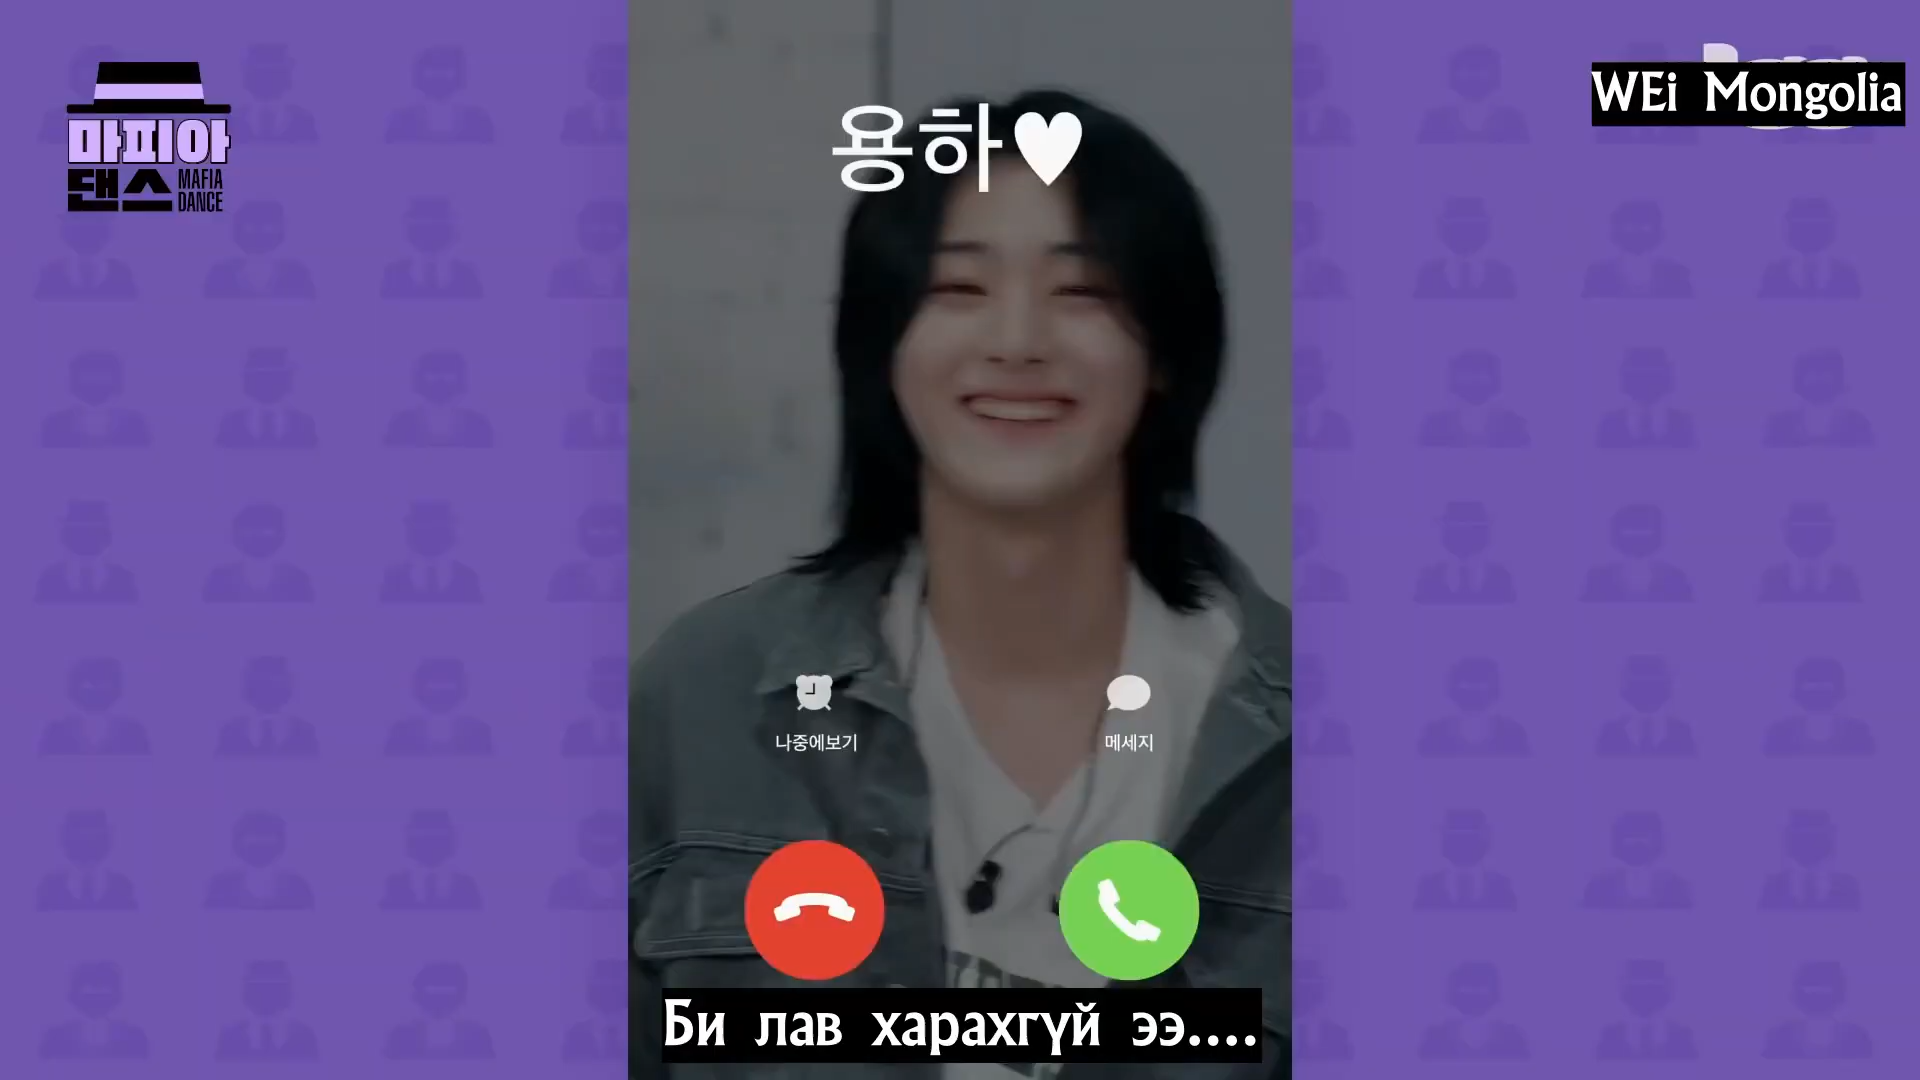 마피아
댄스 MAFIA DANCE
WEi Mongolia
용하♥
나중에보기
메세지
Би лав харахгүй ээ....